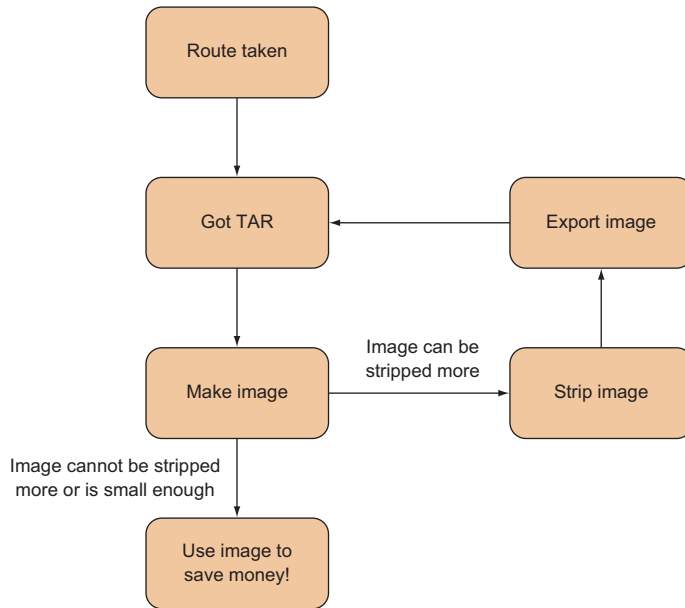 Route taken
Got TAR
Export image
Image can be
stripped more
Make image
Strip image
Image cannot be stripped
more or is small enough
Use image to
save money!